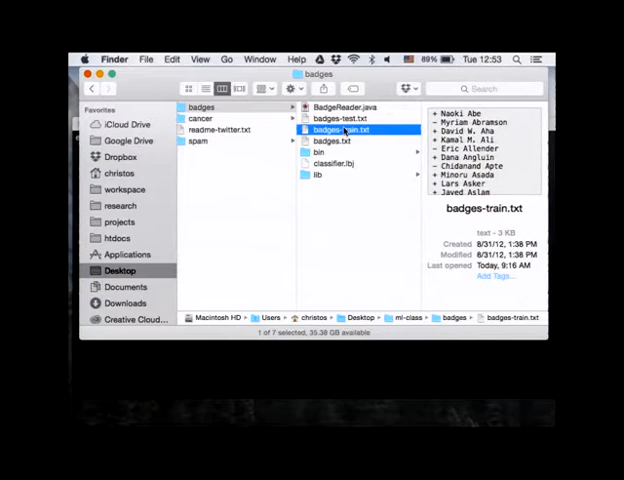 Finder File Edit View Go Window Help 89% Tue 12:53
badges
Search
Favorites
iCloud Drive
Google Drive
Dropbox
christos
workspace
research
projects
htdocs
Applications
Desktop
Documents
Downloads
Creative Cloud...
badges
cancer
readme-twitter.txt
spam
BadgeReader.java
badges-test.txt
badges-train.txt
badges.txt
bin
classifier.lbj
lib
+ Naoki Abe
- Myriam Abramson
+ David W. Aha
+ Kamal M. Ali
- Eric Allender
+ Dana Angluin
- Chidanand Apte
+ Minoru Asada
+ Lars Asker
+ Javed Aslam
badges-train.txt
text - 3 KB
Created 8/31/12, 1:38 PM
Modified 8/31/12, 1:38 PM
Last opened Today, 9:16 AM
Add Tags...
Macintosh HD Users christos Desktop ml-class badges badges-train.txt
1 of 7 selected, 35.38 GB available